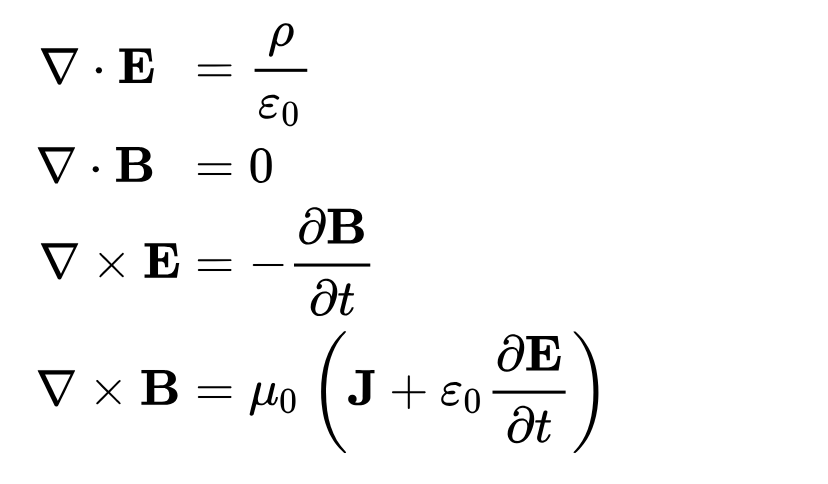 ∇ · 𝐄 = ρ/ε₀
∇ · 𝐁 = 0
∇ × 𝐄 = −∂𝐁/∂t
∇ × 𝐁 = μ₀ (𝐉 + ε₀ ∂𝐄/∂t)